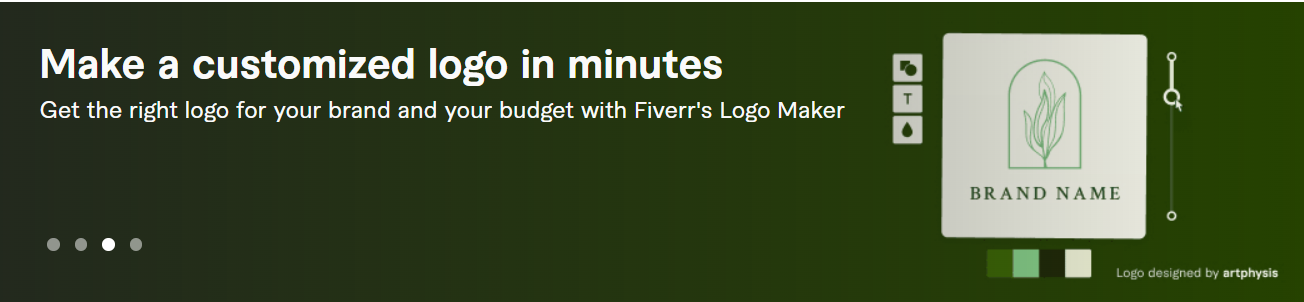 Make a customized logo in minutes
Get the right logo for your brand and your budget with Fiverr's Logo Maker
T
BRAND NAME
Logo designed by artphysis